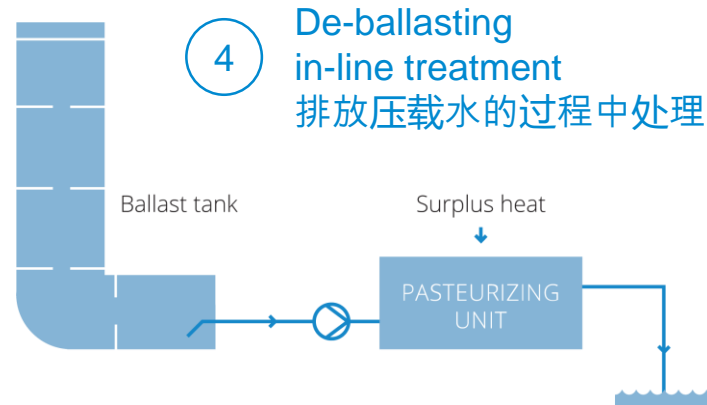 4
De-ballasting
in-line treatment
排放压载水的过程中处理
Ballast tank
Surplus heat
PASTEURIZING
UNIT